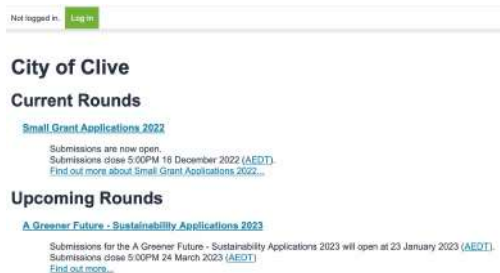 Not logged in. Log in
City of Clive
Current Rounds
Small Grant Applications 2022
Submissions are now open.
Submissions close 5:00PM 16 December 2022 (AEDT).
Find out more about Small Grant Applications 2022...
Upcoming Rounds
A Greener Future - Sustainability Applications 2023
Submissions for the A Greener Future - Sustainability Applications 2023 will open at 23 January 2023 (AEDT).
Submissions close 5:00PM 24 March 2023 (AEDT)
Find out more...